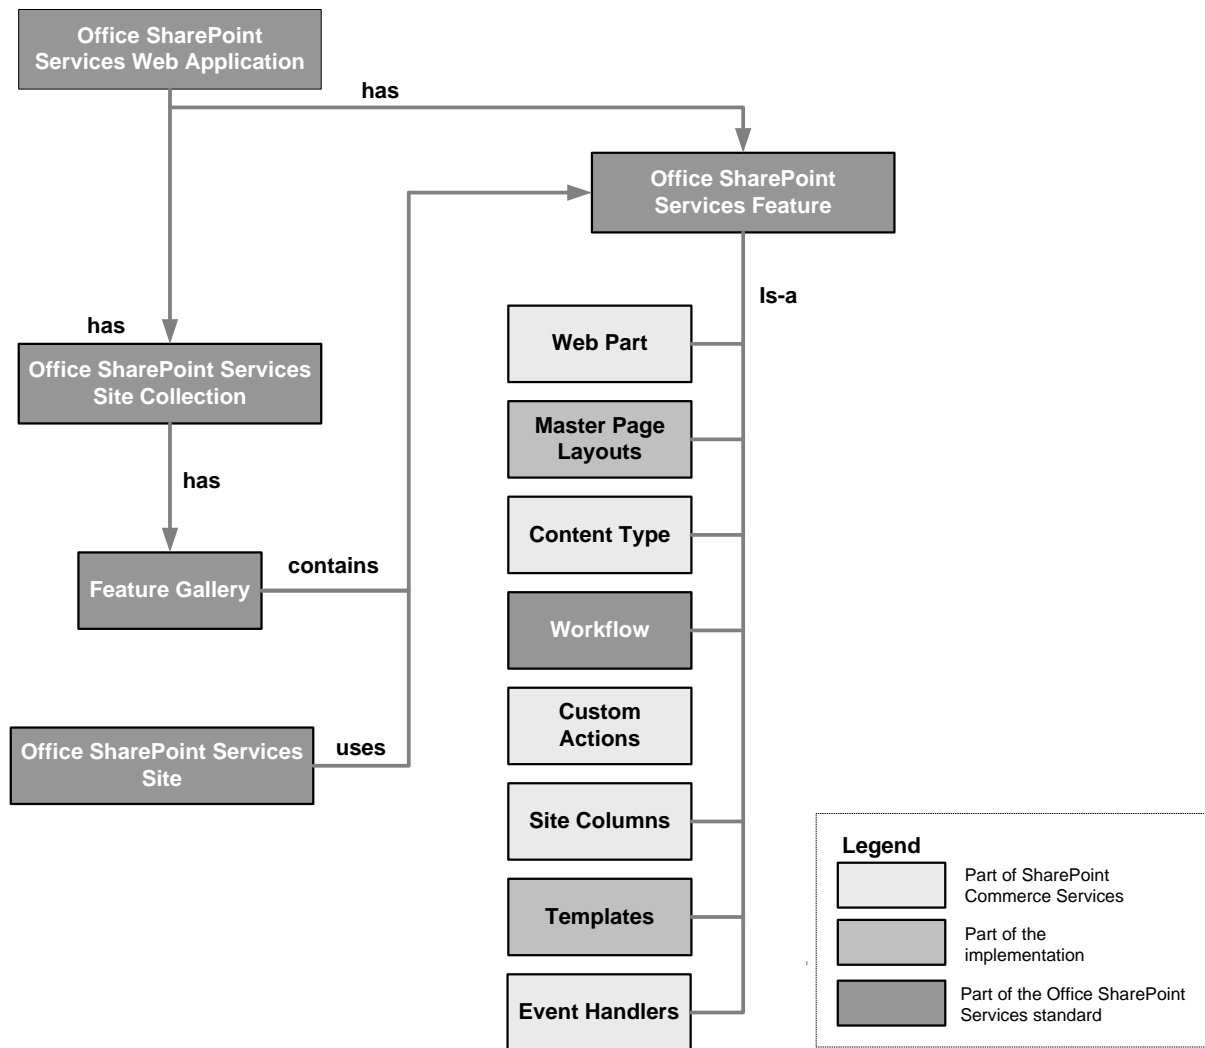 Office SharePoint
Services Web Application
has
Office SharePoint
Services Feature
Is-a
has
Office SharePoint Services
Site Collection
has
Feature Gallery
contains
Office SharePoint Services
Site
uses
Web Part
Master Page
Layouts
Content Type
Workflow
Custom
Actions
Site Columns
Templates
Event Handlers
Legend
Part of SharePoint
Commerce Services
Part of the
implementation
Part of the Office SharePoint
Services standard